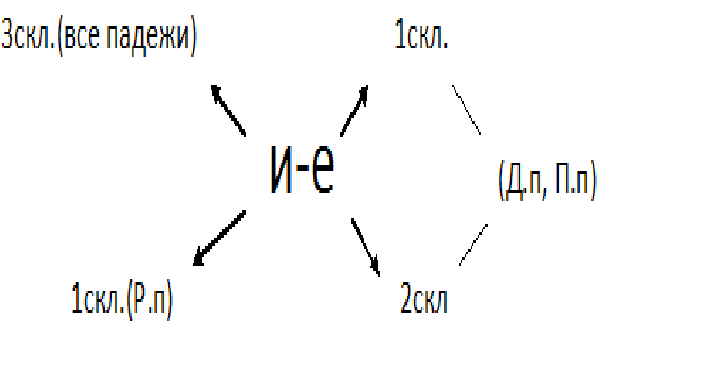 3скл.(все падежи)
1скл.
и-е
(Д.п, П.п)
1скл.(Р.п)
2скл